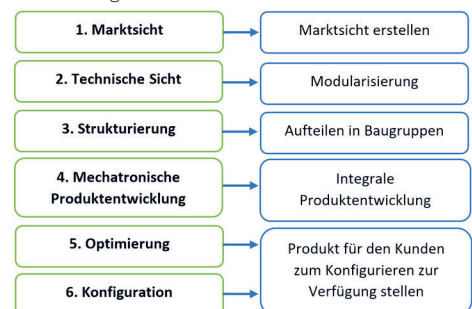 1. Marktsicht
Marktsicht erstellen
2. Technische Sicht
Modularisierung
3. Strukturierung
Aufteilen in Baugruppen
4. Mechatronische
Produktentwicklung
Integrale
Produktentwicklung
5. Optimierung
6. Konfiguration
Produkt für den Kunden
zum Konfigurieren zur
Verfügung stellen